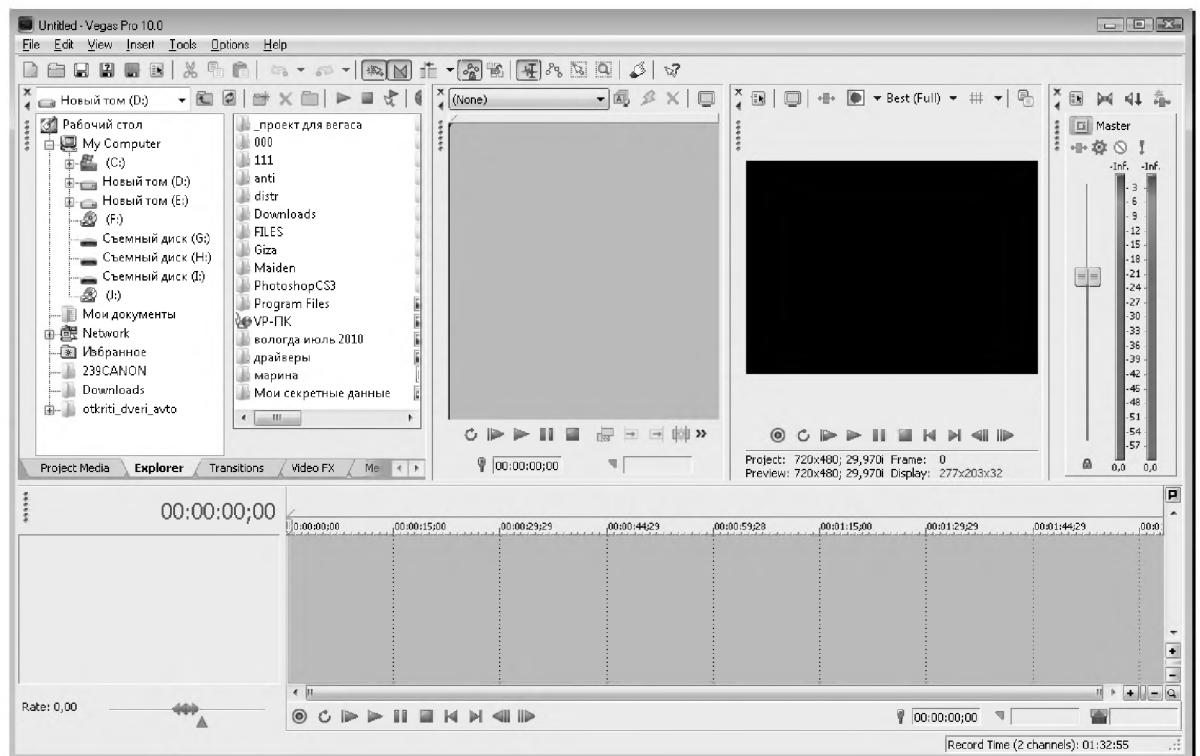 Untitled - Vegas Pro 10.0
File Edit View Insert Tools Options Help
Новый том (D:)
(None)
Best (Full)
Рабочий стол
My Computer
(C:)
Новый том (D:)
Новый том (E:)
(F:)
Съемный диск (G:)
Съемный диск (H:)
Съемный диск (I:)
(J:)
Мои документы
Network
Избранное
239CANON
Downloads
otkriti_dveri_avto
_проект для вегаса
000
111
anti
distr
Downloads
FILES
Giza
Maiden
PhotoshopCS3
Program Files
VP-ПК
вологда июль 2010
драйверы
марина
Мои секретные данные
Project Media Explorer Transitions Video FX Me
00:00:00;00
Project: 720x480; 29,970i Frame: 0
Preview: 720x480; 29,970i Display: 277x203x32
Master
-Inf. -Inf.
- 3 -
- 6 -
- 9 -
-12 -
-15 -
-18 -
-21 -
-24 -
-27 -
-30 -
-33 -
-36 -
-39 -
-42 -
-45 -
-48 -
-51 -
-54 -
-57 -
0,0 0,0
00:00:00;00
0:00:00;00 00:00:15;00 00:00:29;29 00:00:44;29 00:00:59;28 00:01:15;00 00:01:29;29 00:01:44;29 00:0
Rate: 0,00
00:00:00;00
Record Time (2 channels): 01:32:55